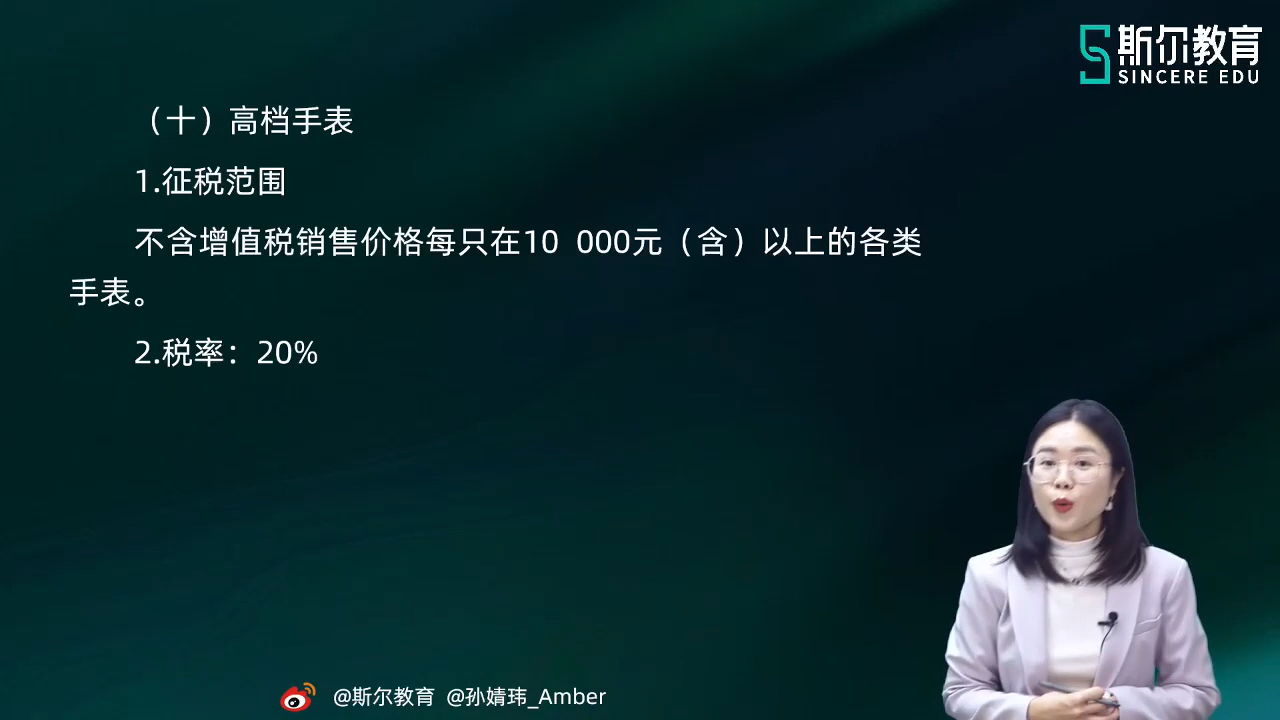 斯尔教育
SINCERE EDU
（十）高档手表
1.征税范围
不含增值税销售价格每只在10 000元（含）以上的各类
手表。
2.税率：20%
@斯尔教育 @孙婧玮_Amber